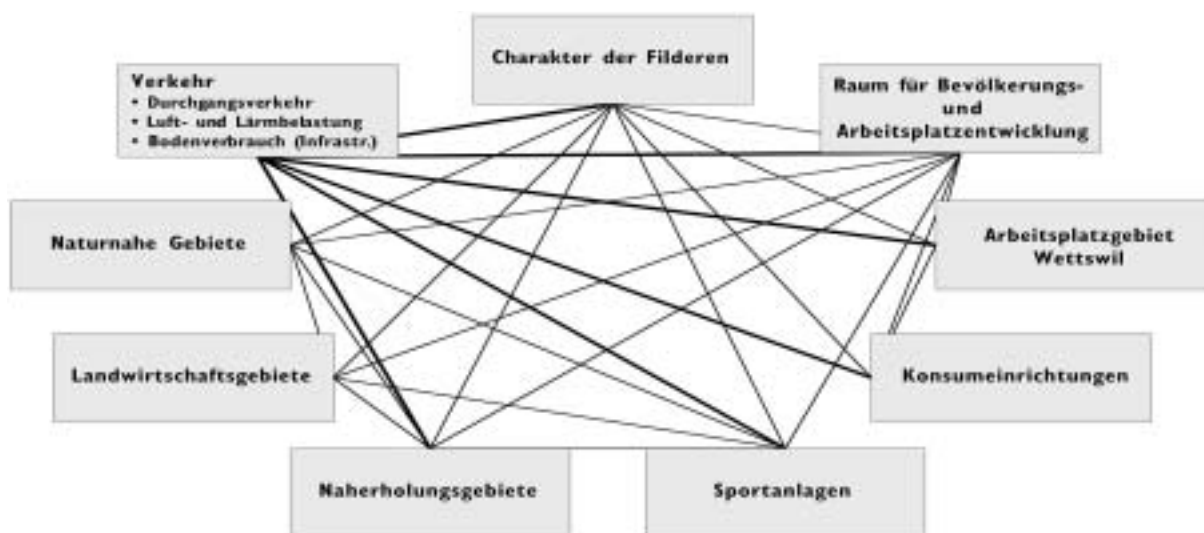 Charakter der Filderen
Verkehr
• Durchgangsverkehr
• Luft- und Lärmbelastung
• Bodenverbrauch (Infrastr.)
Raum für Bevölkerungs-
und
Arbeitsplatzentwicklung
Naturnahe Gebiete
Arbeitsplatzgebiet
Wettswil
Landwirtschaftsgebiete
Konsumeinrichtungen
Naherholungsgebiete
Sportanlagen